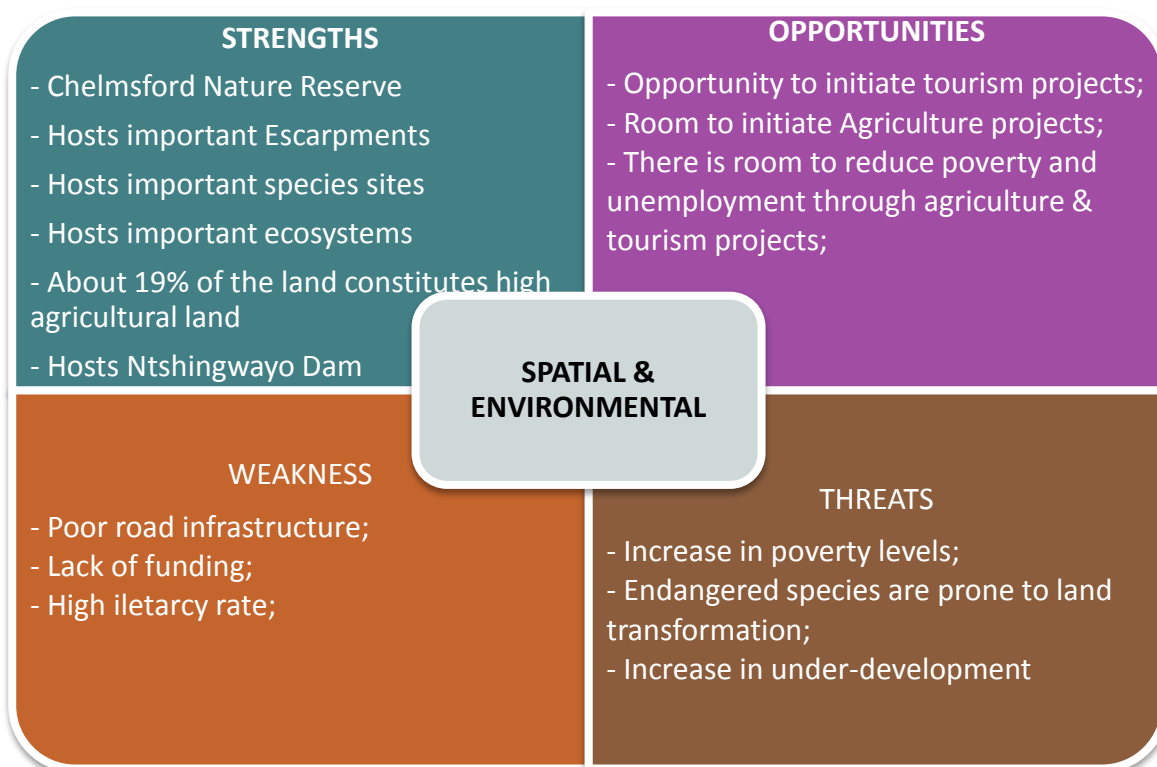 STRENGTHS
- Chelmsford Nature Reserve
- Hosts important Escarpments
- Hosts important species sites
- Hosts important ecosystems
- About 19% of the land constitutes high
agricultural land
- Hosts Ntshingwayo Dam
OPPORTUNITIES
- Opportunity to initiate tourism projects;
- Room to initiate Agriculture projects;
- There is room to reduce poverty and
unemployment through agriculture &
tourism projects;
SPATIAL &
ENVIRONMENTAL
WEAKNESS
- Poor road infrastructure;
- Lack of funding;
- High iletarcy rate;
THREATS
- Increase in poverty levels;
- Endangered species are prone to land
transformation;
- Increase in under-development